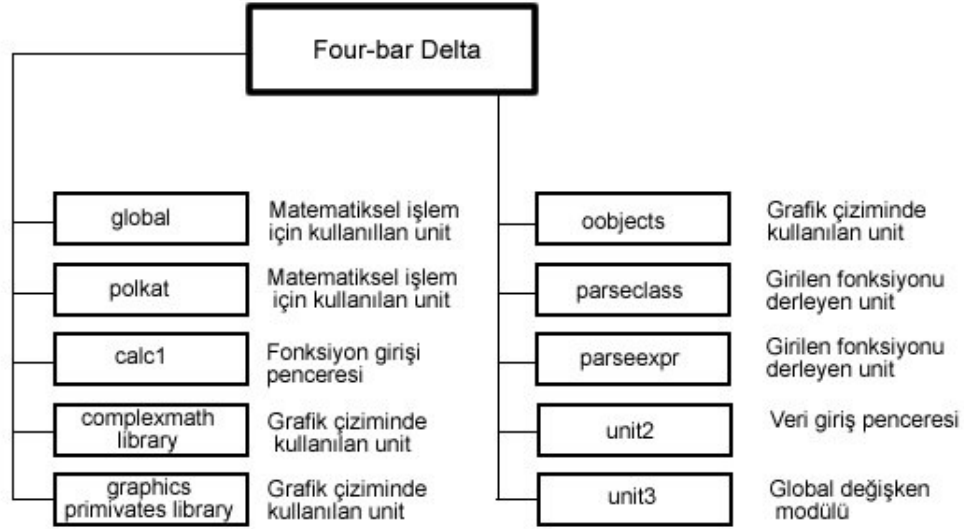 Four-bar Delta
global
Matematiksel işlem
için kullanıllan unit
polkat
Matematiksel işlem
için kullanılan unit
calc1
Fonksiyon girişi
penceresi
complexmath
library
Grafik çiziminde
kullanılan unit
graphics
primivates library
Grafik çiziminde
kullanılan unit
oobjects
Grafik çiziminde
kullanılan unit
parseclass
Girilen fonksiyonu
derleyen unit
parseexpr
Girilen fonksiyonu
derleyen unit
unit2
Veri giriş penceresi
unit3
Global değişken
modülü